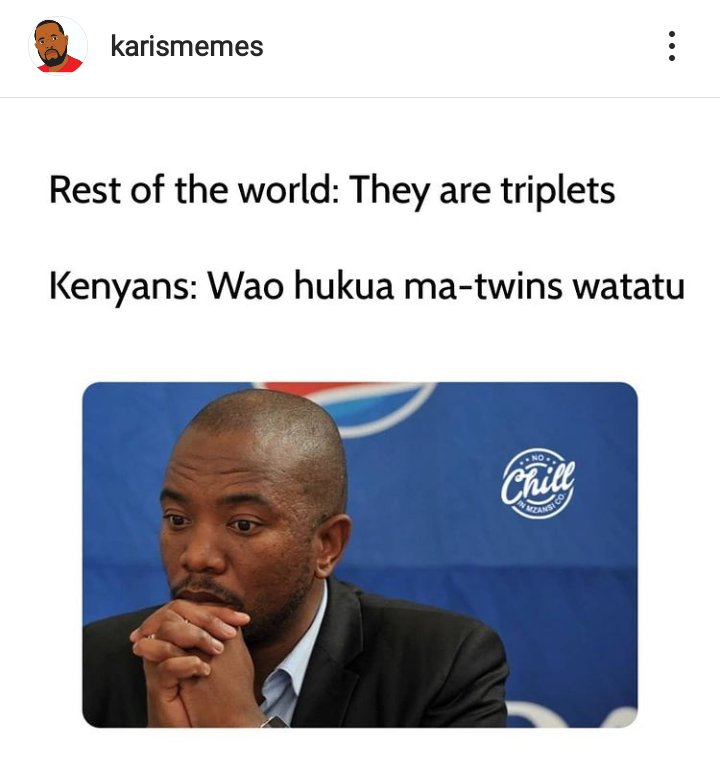 karismemes
Rest of the world: They are triplets
Kenyans: Wao hukua ma-twins watatu
NO
Chill
IN MZANSI CO.